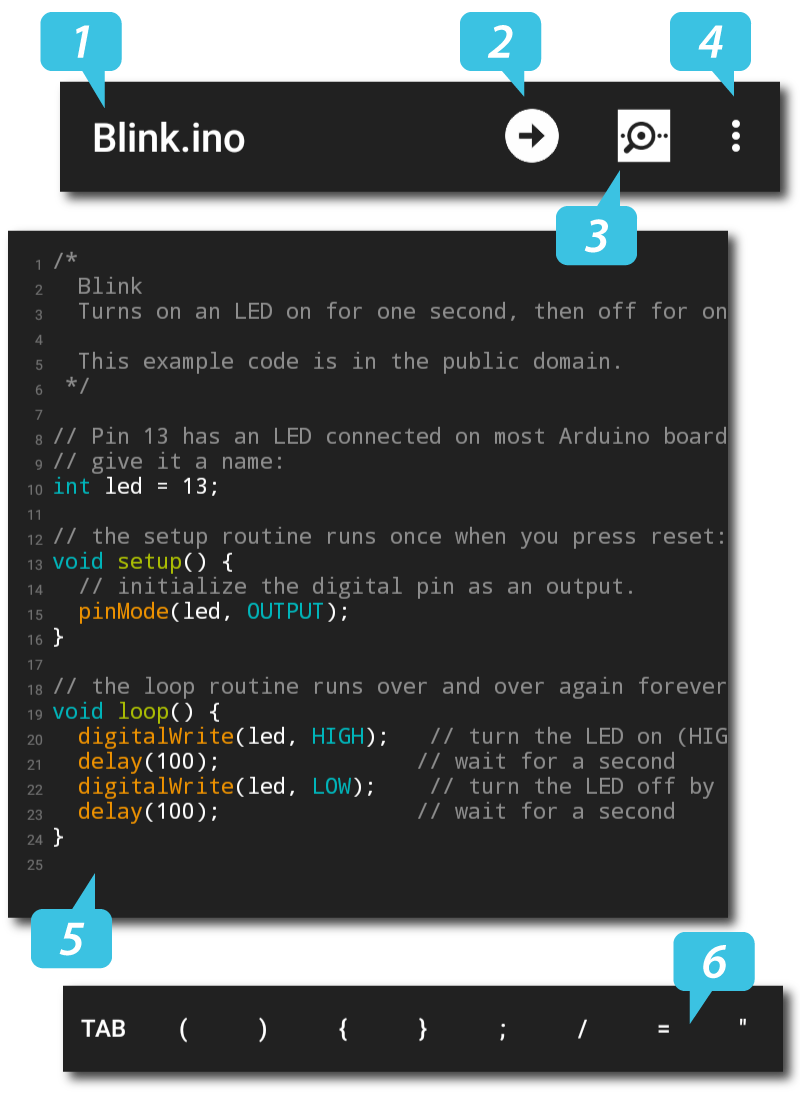 1
2
4
Blink.ino
3
1 /*
2   Blink
3   Turns on an LED on for one second, then off for on
4
5   This example code is in the public domain.
6  */
7
8 // Pin 13 has an LED connected on most Arduino board
9 // give it a name:
10 int led = 13;
11
12 // the setup routine runs once when you press reset:
13 void setup() {
14   // initialize the digital pin as an output.
15   pinMode(led, OUTPUT);
16 }
17
18 // the loop routine runs over and over again forever
19 void loop() {
20   digitalWrite(led, HIGH);   // turn the LED on (HIG
21   delay(100);               // wait for a second
22   digitalWrite(led, LOW);    // turn the LED off by
23   delay(100);               // wait for a second
24 }
25
5
6
TAB ( ) { } ; / = "